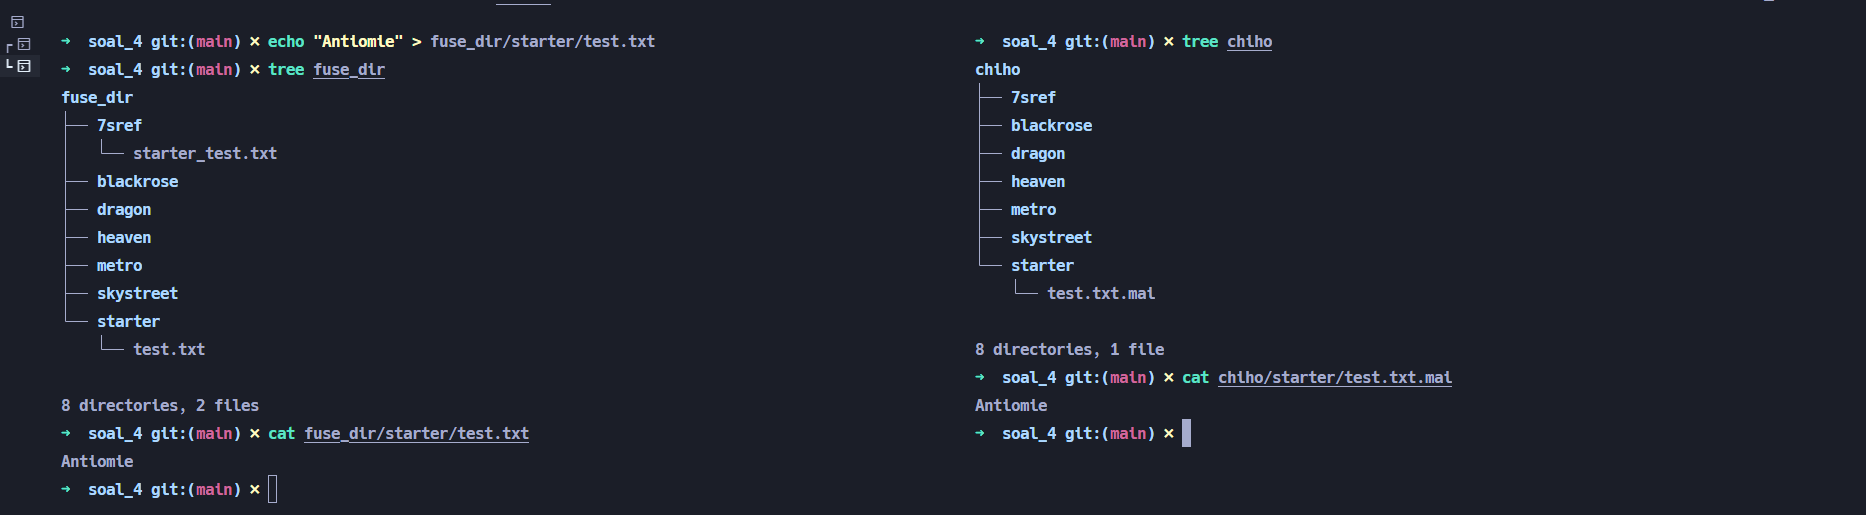 ➜  soal_4 git:(main) ✗ echo "Antiomie" > fuse_dir/starter/test.txt
➜  soal_4 git:(main) ✗ tree fuse_dir
fuse_dir
├── 7sref
│   └── starter_test.txt
├── blackrose
├── dragon
├── heaven
├── metro
├── skystreet
└── starter
    └── test.txt

8 directories, 2 files
➜  soal_4 git:(main) ✗ cat fuse_dir/starter/test.txt
Antiomie
➜  soal_4 git:(main) ✗
➜  soal_4 git:(main) ✗ tree chiho
chiho
├── 7sref
├── blackrose
├── dragon
├── heaven
├── metro
├── skystreet
└── starter
    └── test.txt.mai

8 directories, 1 file
➜  soal_4 git:(main) ✗ cat chiho/starter/test.txt.mai
Antiomie
➜  soal_4 git:(main) ✗